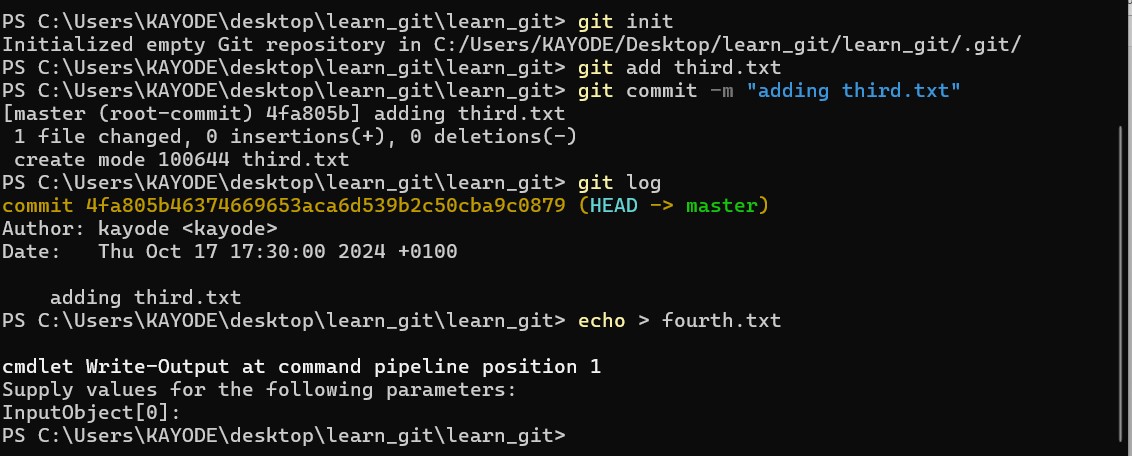 PS C:\Users\KAYODE\desktop\learn_git\learn_git> git init
Initialized empty Git repository in C:/Users/KAYODE/Desktop/learn_git/learn_git/.git/
PS C:\Users\KAYODE\desktop\learn_git\learn_git> git add third.txt
PS C:\Users\KAYODE\desktop\learn_git\learn_git> git commit -m "adding third.txt"
[master (root-commit) 4fa805b] adding third.txt
 1 file changed, 0 insertions(+), 0 deletions(-)
 create mode 100644 third.txt
PS C:\Users\KAYODE\desktop\learn_git\learn_git> git log
commit 4fa805b46374669653aca6d539b2c50cba9c0879 (HEAD -> master)
Author: kayode <kayode>
Date:   Thu Oct 17 17:30:00 2024 +0100

    adding third.txt
PS C:\Users\KAYODE\desktop\learn_git\learn_git> echo > fourth.txt

cmdlet Write-Output at command pipeline position 1
Supply values for the following parameters:
InputObject[0]:
PS C:\Users\KAYODE\desktop\learn_git\learn_git>